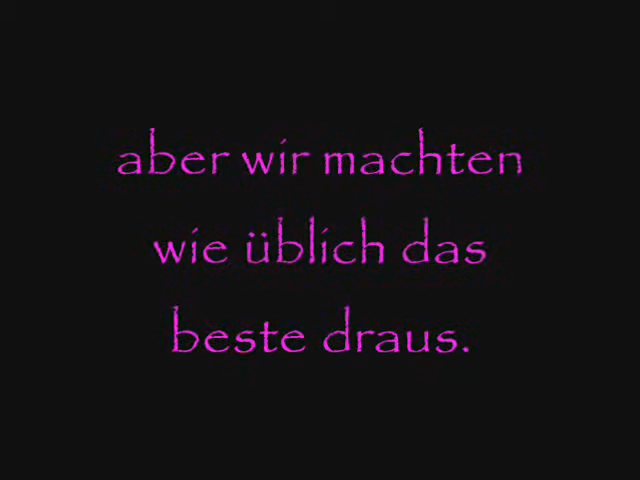 aber wir machten
wie üblich das
beste draus.